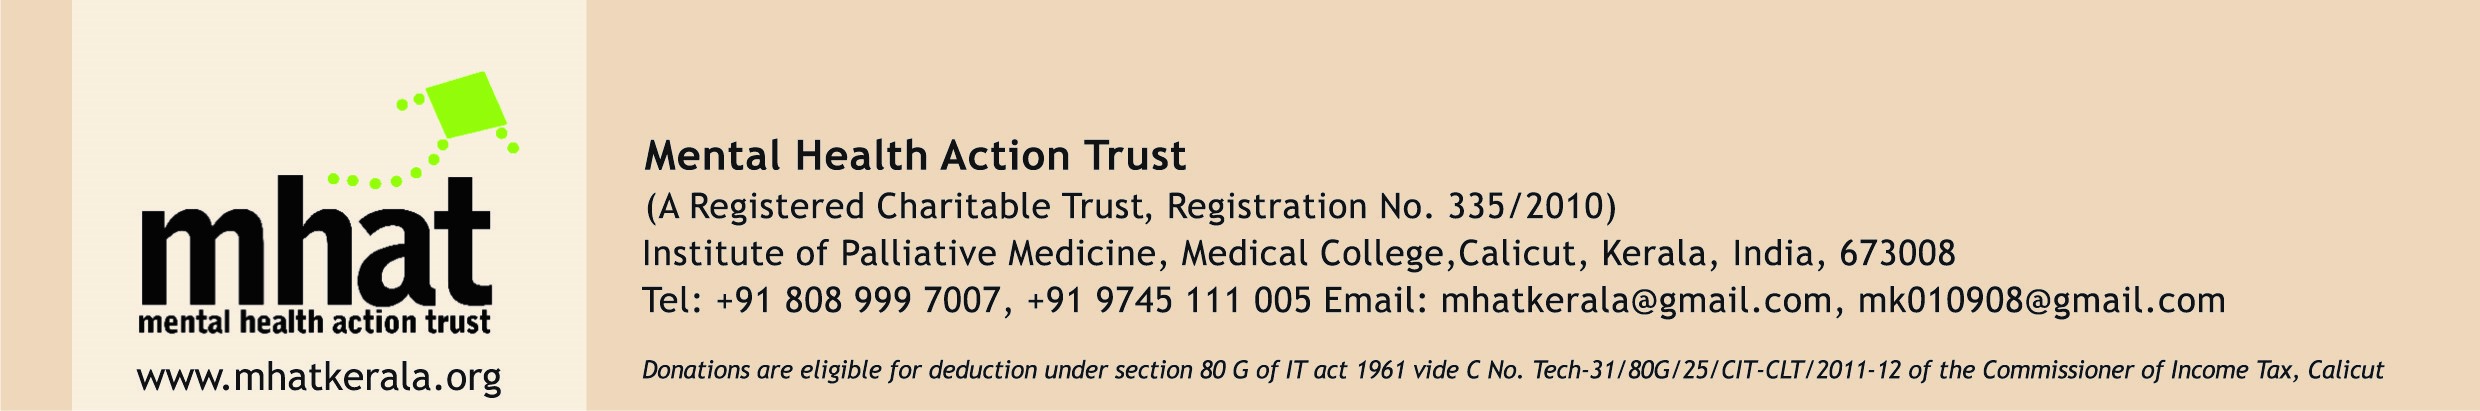 mhat
mental health action trust
www.mhatkerala.org
Mental Health Action Trust
(A Registered Charitable Trust, Registration No. 335/2010)
Institute of Palliative Medicine, Medical College,Calicut, Kerala, India, 673008
Tel: +91 808 999 7007, +91 9745 111 005 Email: mhatkerala@gmail.com, mk010908@gmail.com
Donations are eligible for deduction under section 80 G of IT act 1961 vide C No. Tech-31/80G/25/CIT-CLT/2011-12 of the Commissioner of Income Tax, Calicut